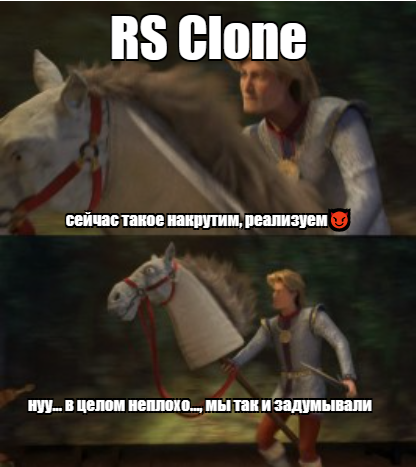 RS Clone
сейчас такое накрутим, реализуем😈
нуу... в целом неплохо..., мы так и задумывали